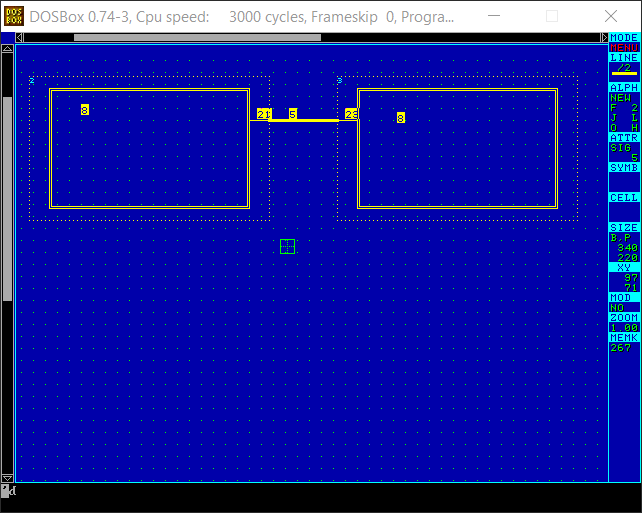 DOSBox 0.74-3, Cpu speed: 3000 cycles, Frameskip 0, Progra...
MODE
MENU
LINE
/2
ALPH
NEW
F 2
J L
O H
ATTR
SIG
5
SYMB
CELL
SIZE
B.P
340
220
XY
97
71
MOD
NO
ZOOM
1.00
MEMK
267
2
3
8
21
5
23
8
d